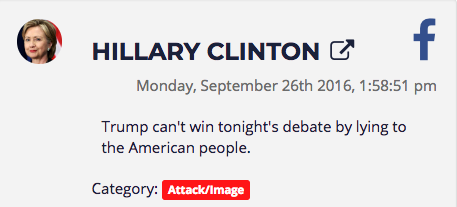 HILLARY CLINTON
Monday, September 26th 2016, 1:58:51 pm
Trump can't win tonight's debate by lying to
the American people.
Category: Attack/Image